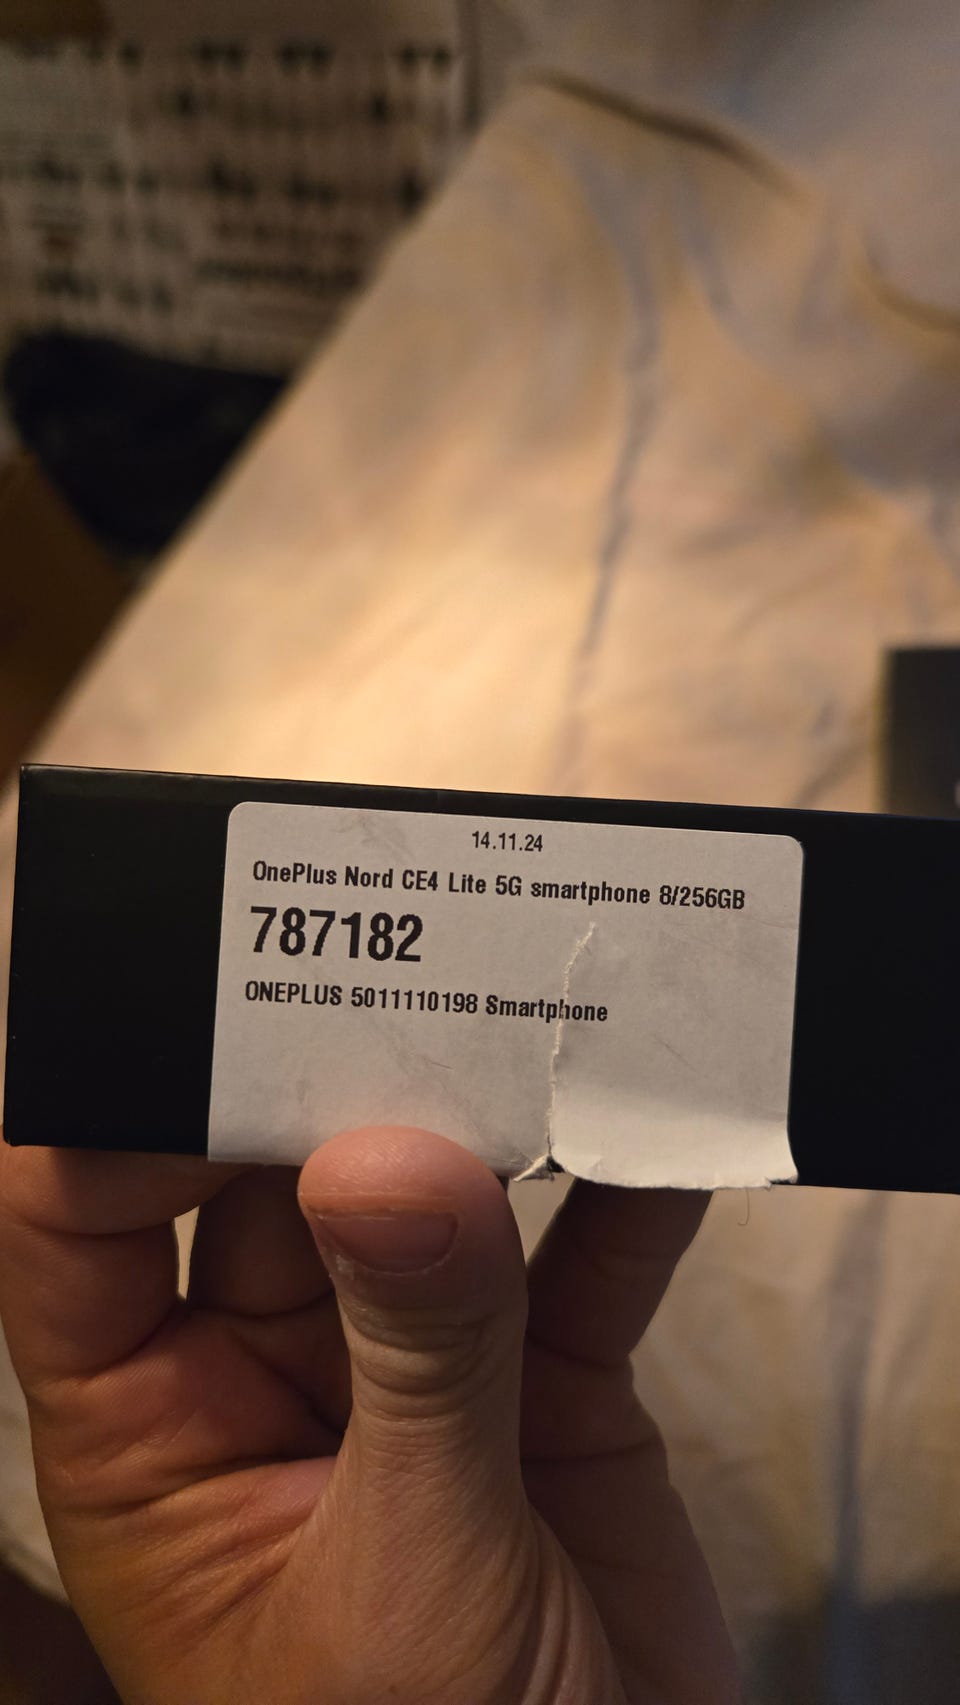 14.11.24
OnePlus Nord CE4 Lite 5G smartphone 8/256GB
787182
ONEPLUS 5011110198 Smartphone